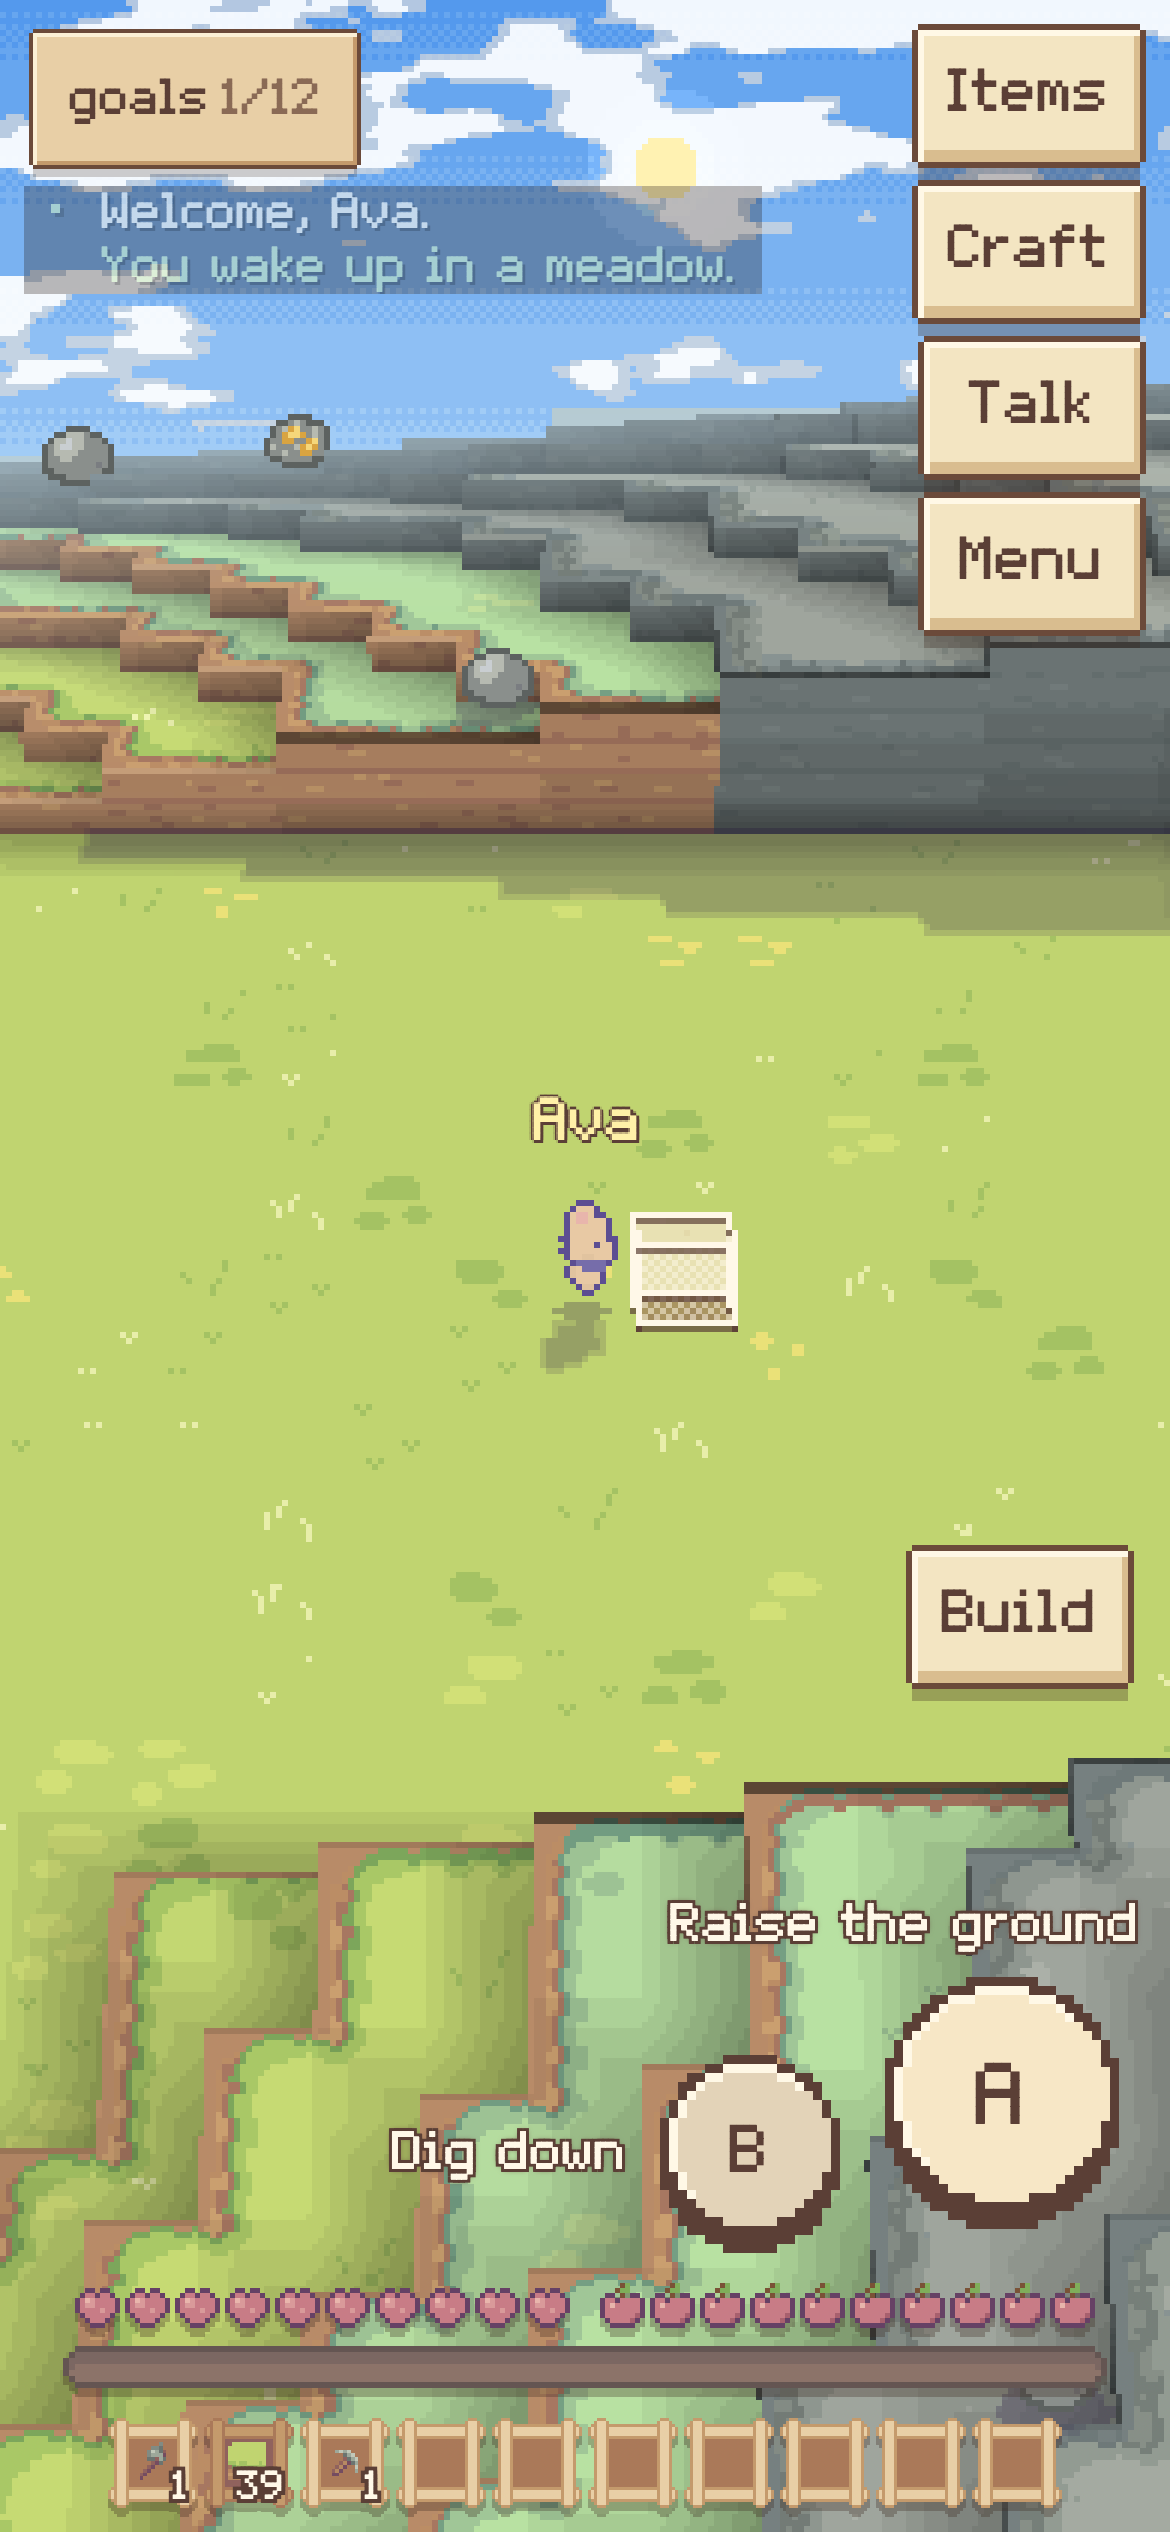 goals 1/12
Items
Welcome, Ava.
You wake up in a meadow.
Craft
Talk
Menu
Ava
Build
Raise the ground
A
Dig down
B
1
39
1